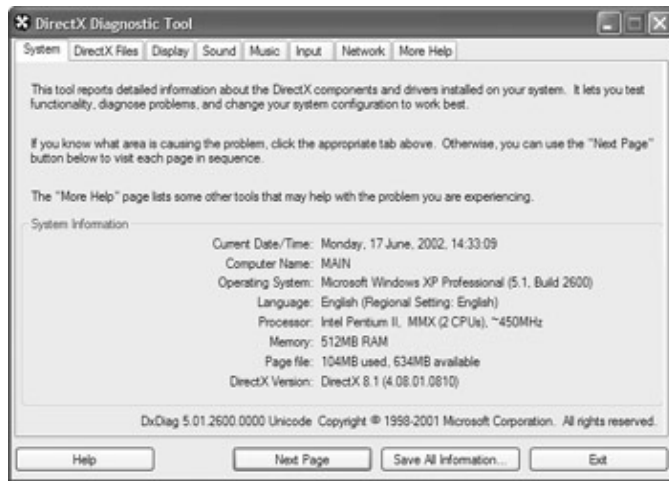 DirectX Diagnostic Tool
System DirectX Files Display Sound Music Input Network More Help
This tool reports detailed information about the DirectX components and drivers installed on your system. It lets you test
functionality, diagnose problems, and change your system configuration to work best.
If you know what area is causing the problem, click the appropriate tab above. Otherwise, you can use the "Next Page"
button below to visit each page in sequence.
The "More Help" page lists some other tools that may help with the problem you are experiencing.
System Information
Current Date/Time: Monday, 17 June, 2002, 14:33:09
Computer Name: MAIN
Operating System: Microsoft Windows XP Professional (5.1, Build 2600)
Language: English (Regional Setting: English)
Processor: Intel Pentium II, MMX (2 CPUs), ~450MHz
Memory: 512MB RAM
Page file: 104MB used, 634MB available
DirectX Version: DirectX 8.1 (4.08.01.0810)
DxDiag 5.01.2600.0000 Unicode Copyright © 1998-2001 Microsoft Corporation. All rights reserved.
Help Next Page Save All Information... Exit